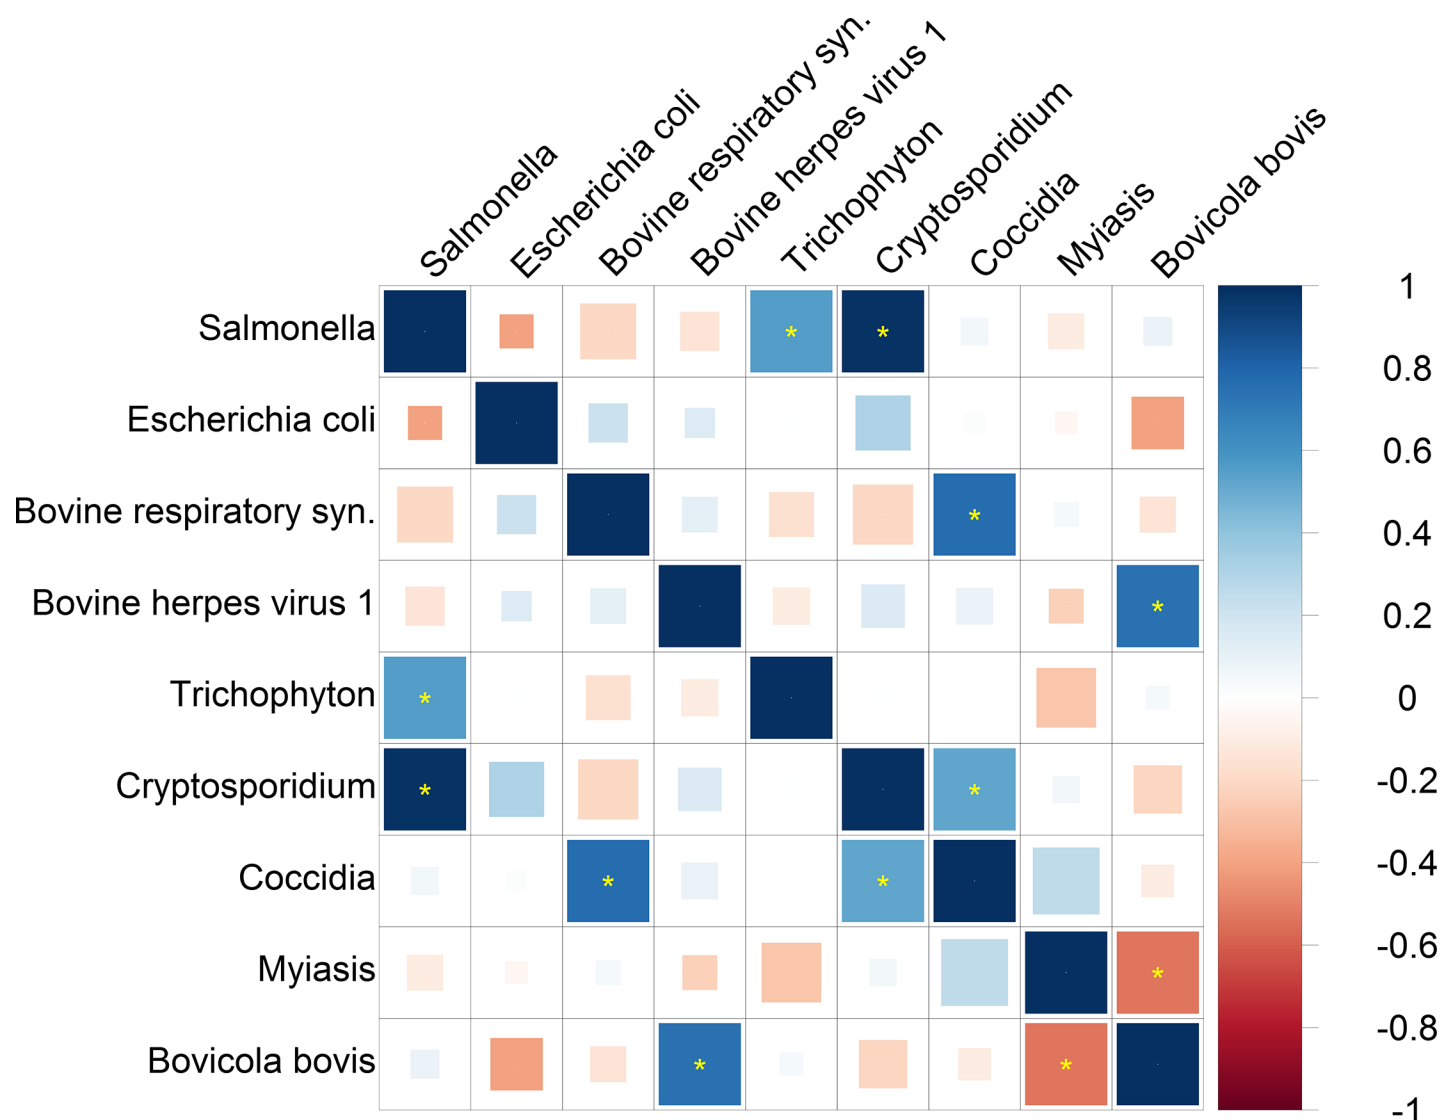 Salmonella
Escherichia coli
Bovine respiratory syn.
Bovine herpes virus 1
Trichophyton
Cryptosporidium
Coccidia
Myiasis
Bovicola bovis
Salmonella * *
Escherichia coli
Bovine respiratory syn. *
Bovine herpes virus 1 *
Trichophyton *
Cryptosporidium * *
Coccidia * *
Myiasis *
Bovicola bovis * *
1
0.8
0.6
0.4
0.2
0
-0.2
-0.4
-0.6
-0.8
-1